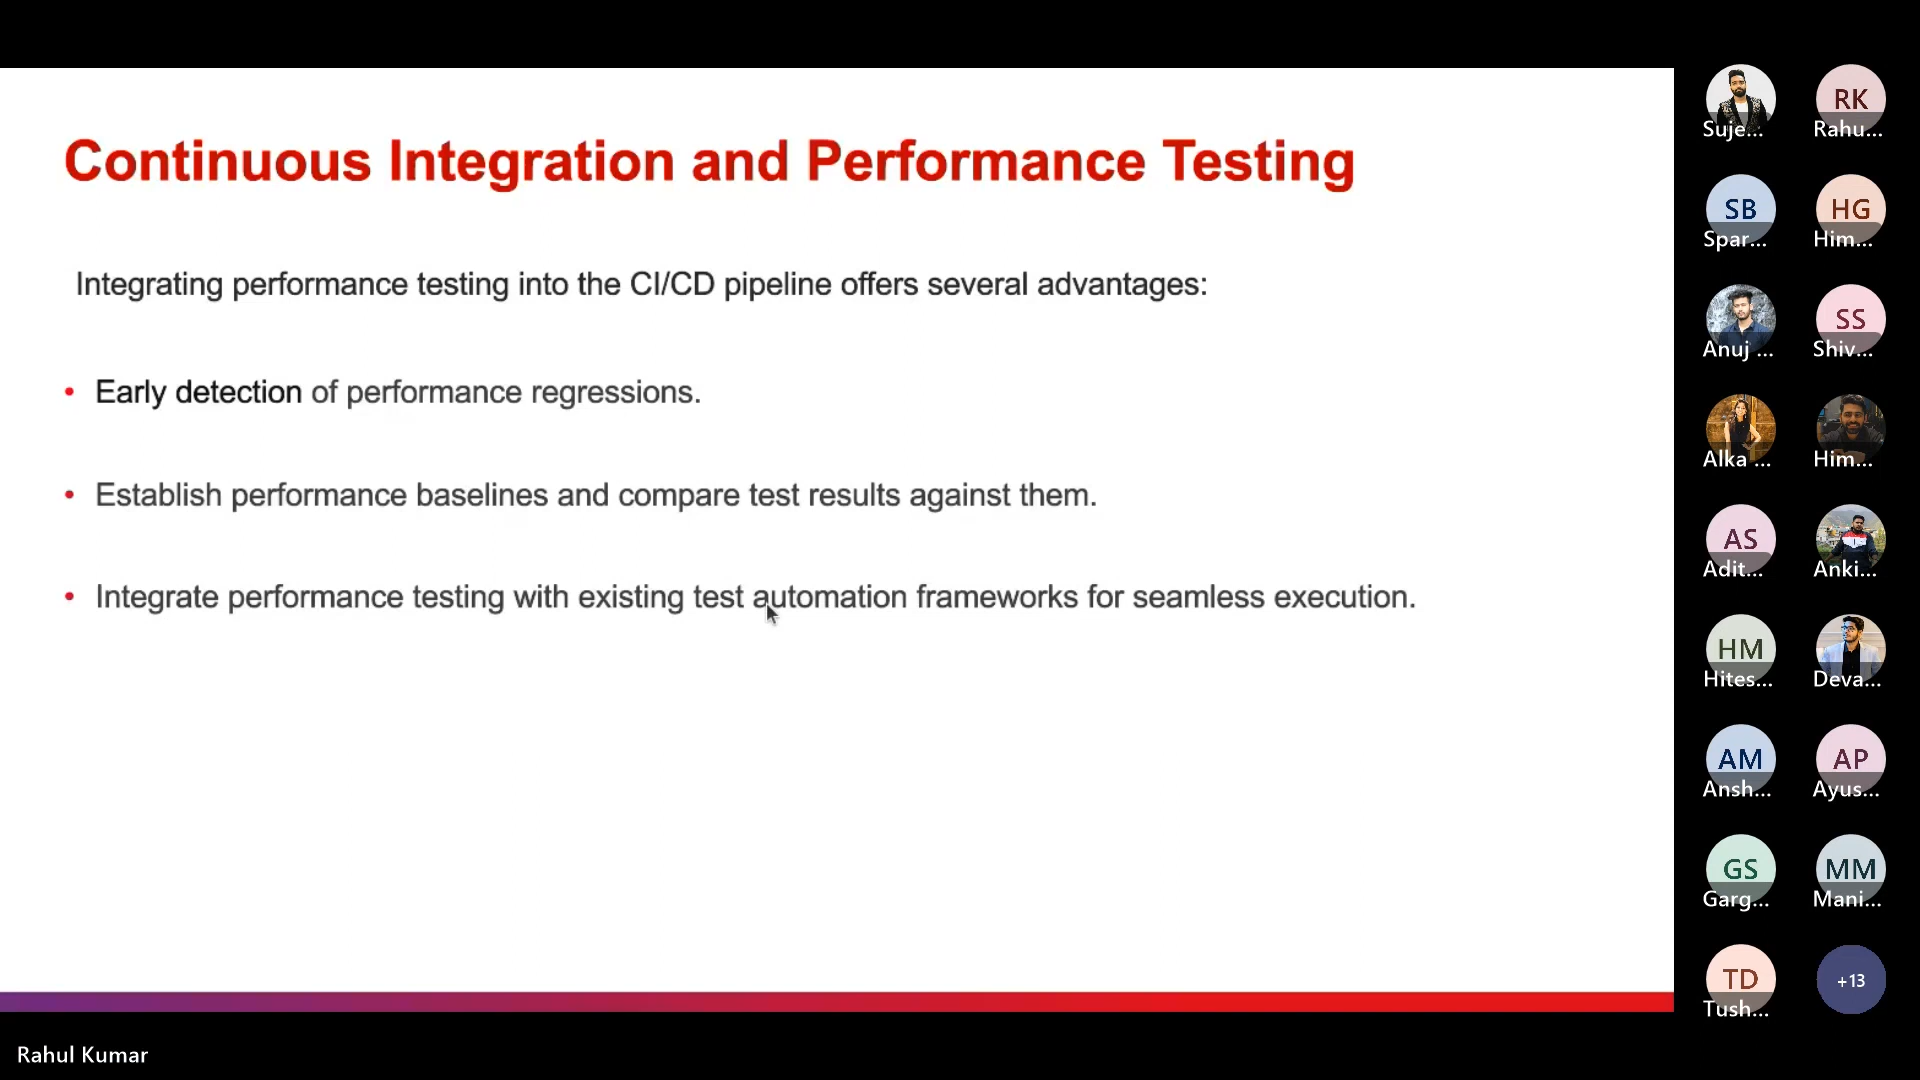 Continuous Integration and Performance Testing
Integrating performance testing into the CI/CD pipeline offers several advantages:
• Early detection of performance regressions.
• Establish performance baselines and compare test results against them.
• Integrate performance testing with existing test automation frameworks for seamless execution.
Suje...
RK
Rahu...
SB
Spar...
HG
Him...
Anuj ...
SS
Shiv...
Alka ...
Him...
AS
Adit...
Anki...
HM
Hites...
Deva...
AM
Ansh...
AP
Ayus...
GS
Garg...
MM
Mani...
TD
Tush...
+13
Rahul Kumar